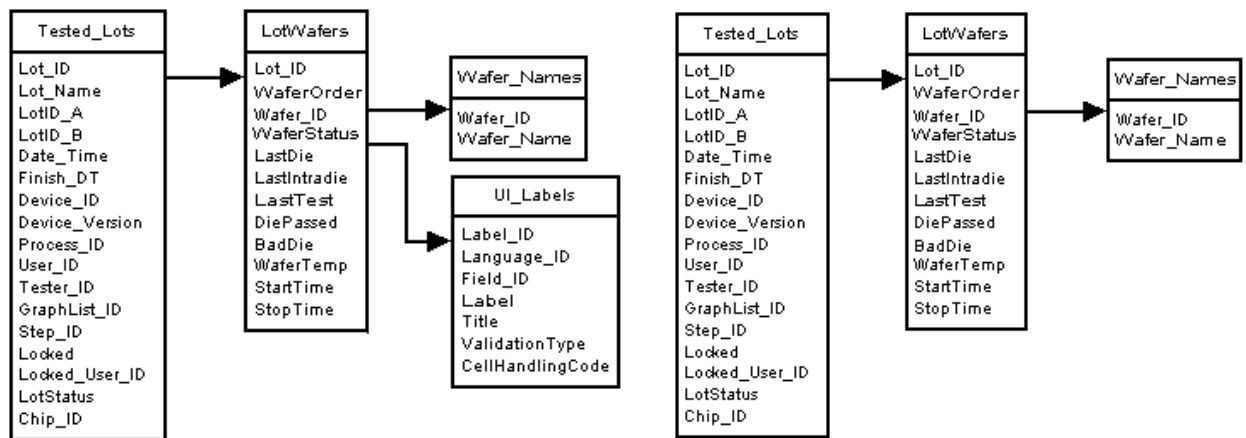 Tested_Lots
Lot_ID
Lot_Name
LotID_A
LotID_B
Date_Time
Finish_DT
Device_ID
Device_Version
Process_ID
User_ID
Tester_ID
GraphList_ID
Step_ID
Locked
Locked_User_ID
LotStatus
Chip_ID
LotWafers
Lot_ID
WaferOrder
Wafer_ID
WaferStatus
LastDie
LastIntradie
LastTest
DiePassed
BadDie
WaferTemp
StartTime
StopTime
Wafer_Names
Wafer_ID
Wafer_Name
UI_Labels
Label_ID
Language_ID
Field_ID
Label
Title
ValidationType
CellHandlingCode
Tested_Lots
Lot_ID
Lot_Name
LotID_A
LotID_B
Date_Time
Finish_DT
Device_ID
Device_Version
Process_ID
User_ID
Tester_ID
GraphList_ID
Step_ID
Locked
Locked_User_ID
LotStatus
Chip_ID
LotWafers
Lot_ID
WaferOrder
Wafer_ID
WaferStatus
LastDie
LastIntradie
LastTest
DiePassed
BadDie
WaferTemp
StartTime
StopTime
Wafer_Names
Wafer_ID
Wafer_Name